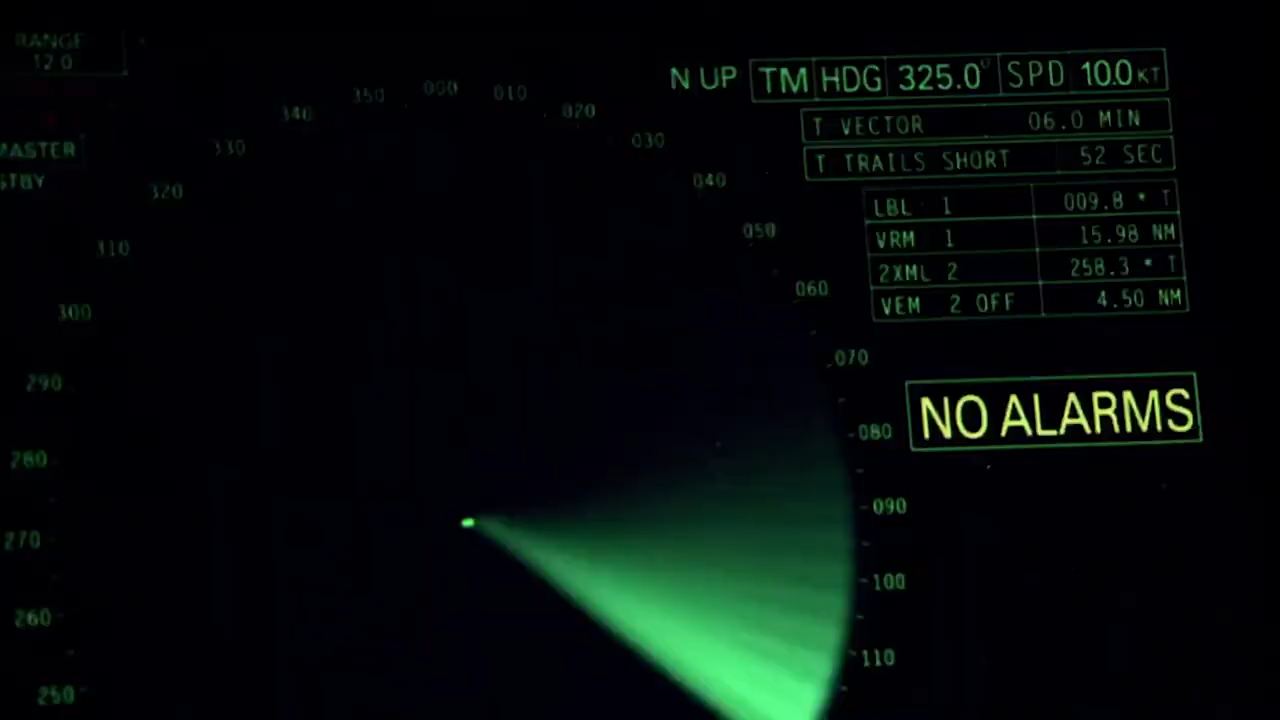 RANGE
12.0
MASTER
STBY
N UP TM HDG 325.0° SPD 10.0 KT
T VECTOR 06.0 MIN
T TRAILS SHORT 52 SEC
LBL 1 009.8 * T
VRM 1 15.98 NM
2XML 2 258.3 * T
VEM 2 OFF 4.50 NM
NO ALARMS
250
260
270
280
290
300
310
320
330
340
350
000
010
020
030
040
050
060
070
080
090
100
110